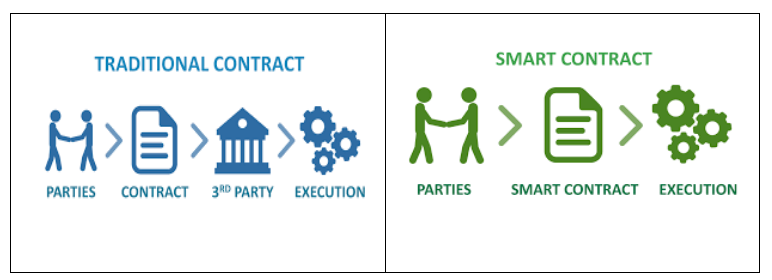 TRADITIONAL CONTRACT
PARTIES CONTRACT 3RD PARTY EXECUTION
SMART CONTRACT
PARTIES SMART CONTRACT EXECUTION